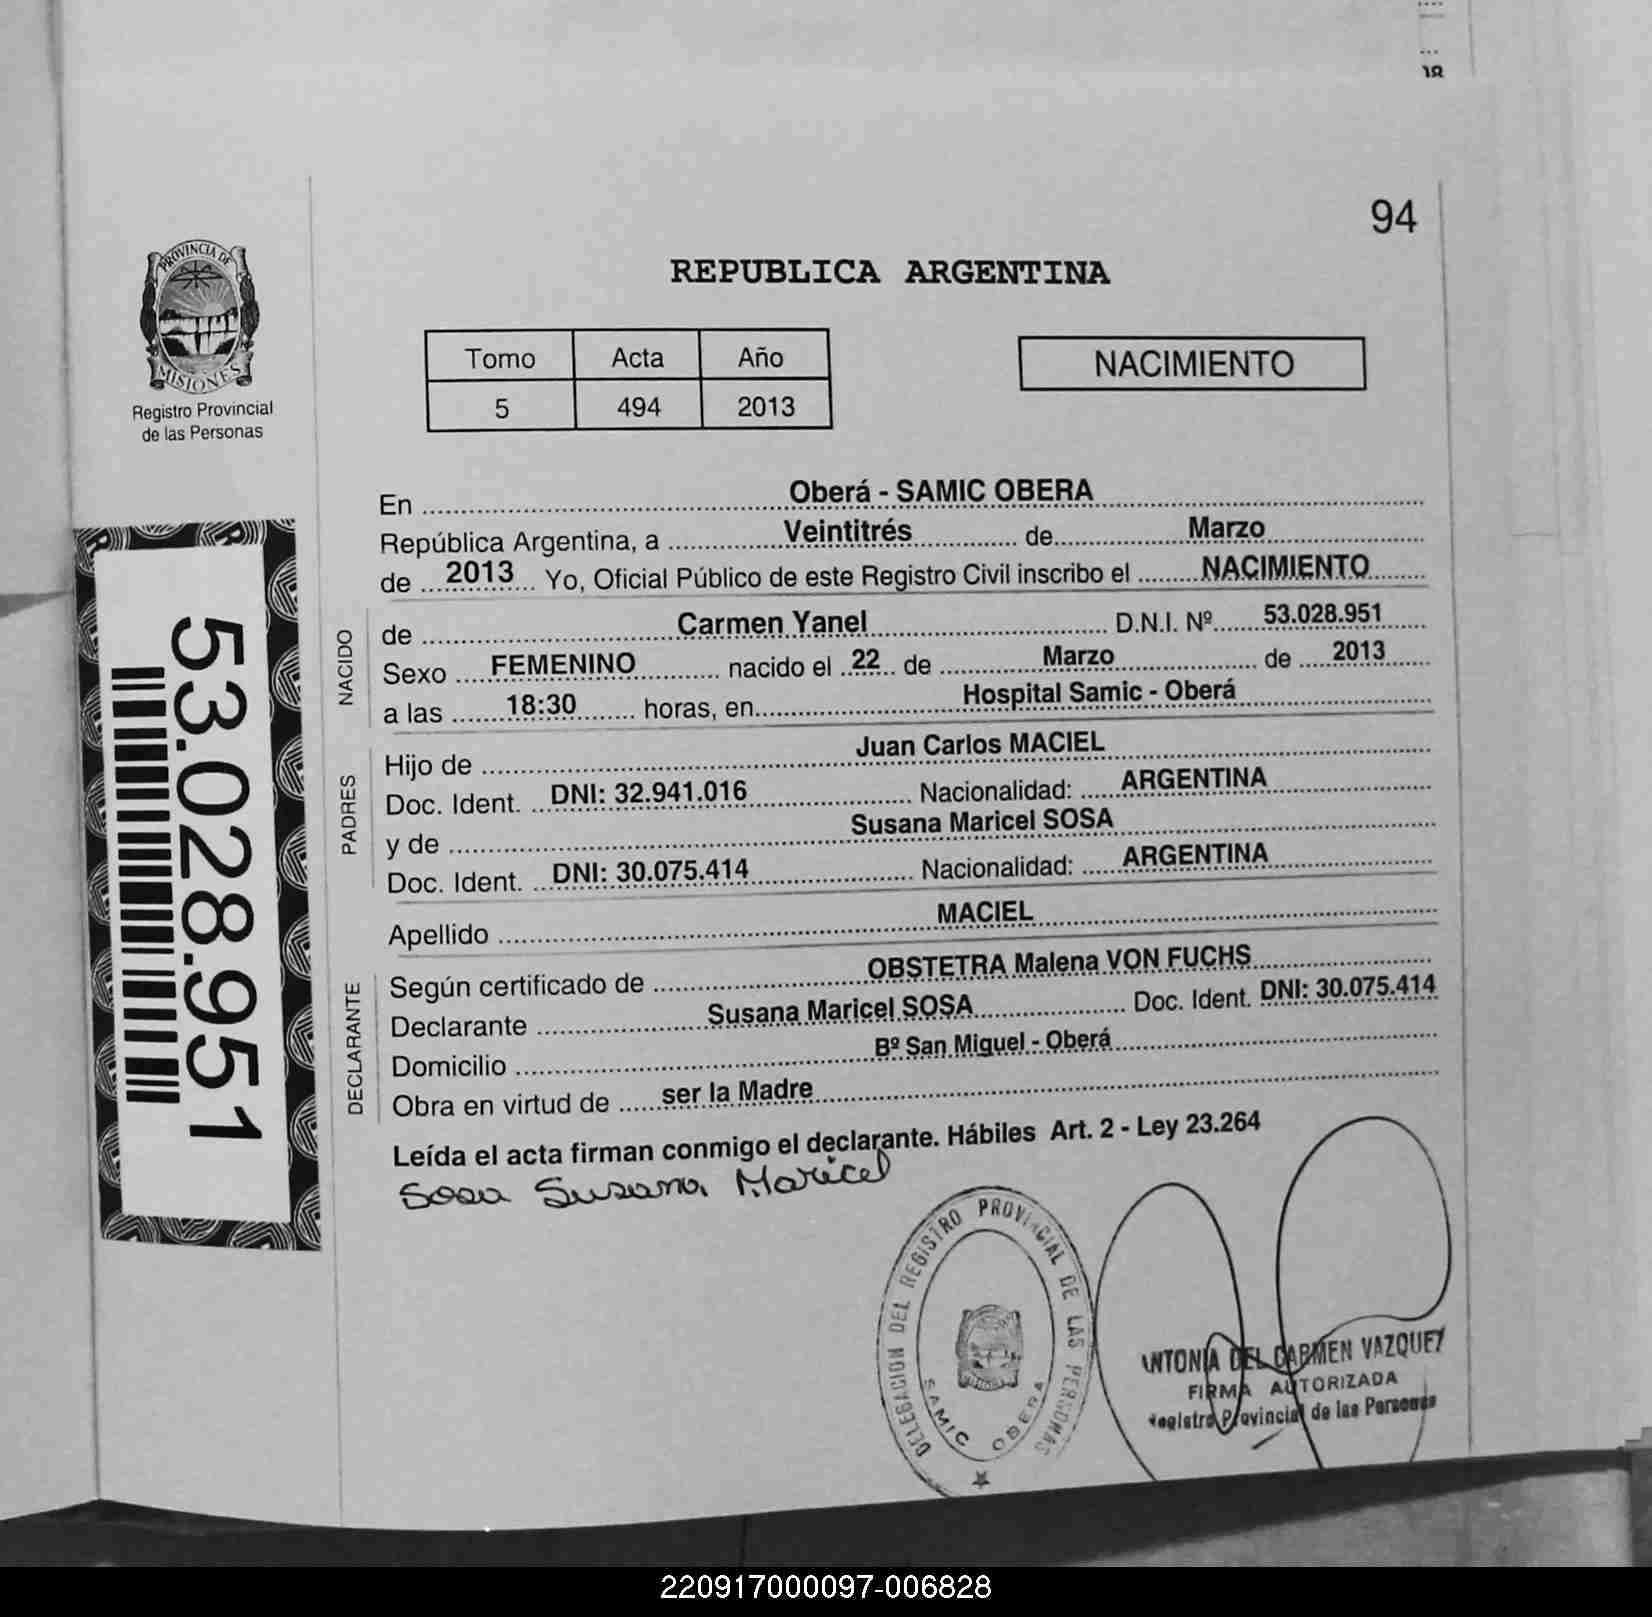 94
PROVINCIA DE
MISIONES
Registro Provincial
de las Personas
REPUBLICA ARGENTINA
Tomo Acta Año
5 494 2013
NACIMIENTO
53.028.951
En Oberá - SAMIC OBERA
República Argentina, a Veintitrés de Marzo
de 2013 Yo, Oficial Público de este Registro Civil inscribo el NACIMIENTO
NACIDO
de Carmen Yanel D.N.I. Nº 53.028.951
Sexo FEMENINO nacido el 22 de Marzo de 2013
a las 18:30 horas, en Hospital Samic - Oberá
PADRES
Hijo de Juan Carlos MACIEL
Doc. Ident. DNI: 32.941.016 Nacionalidad: ARGENTINA
y de Susana Maricel SOSA
Doc. Ident. DNI: 30.075.414 Nacionalidad: ARGENTINA
Apellido MACIEL
DECLARANTE
Según certificado de OBSTETRA Malena VON FUCHS
Declarante Susana Maricel SOSA Doc. Ident. DNI: 30.075.414
Domicilio Bº San Miguel - Oberá
Obra en virtud de ser la Madre
Leída el acta firman conmigo el declarante. Hábiles Art. 2 - Ley 23.264
Sosa Susana Maricel
DELEGACION DEL REGISTRO PROVINCIAL DE LAS PERSONAS
SAMIC OBERA
ANTONIA DEL CARMEN VAZQUEZ
FIRMA AUTORIZADA
Registro Provincial de las Personas
220917000097-006828